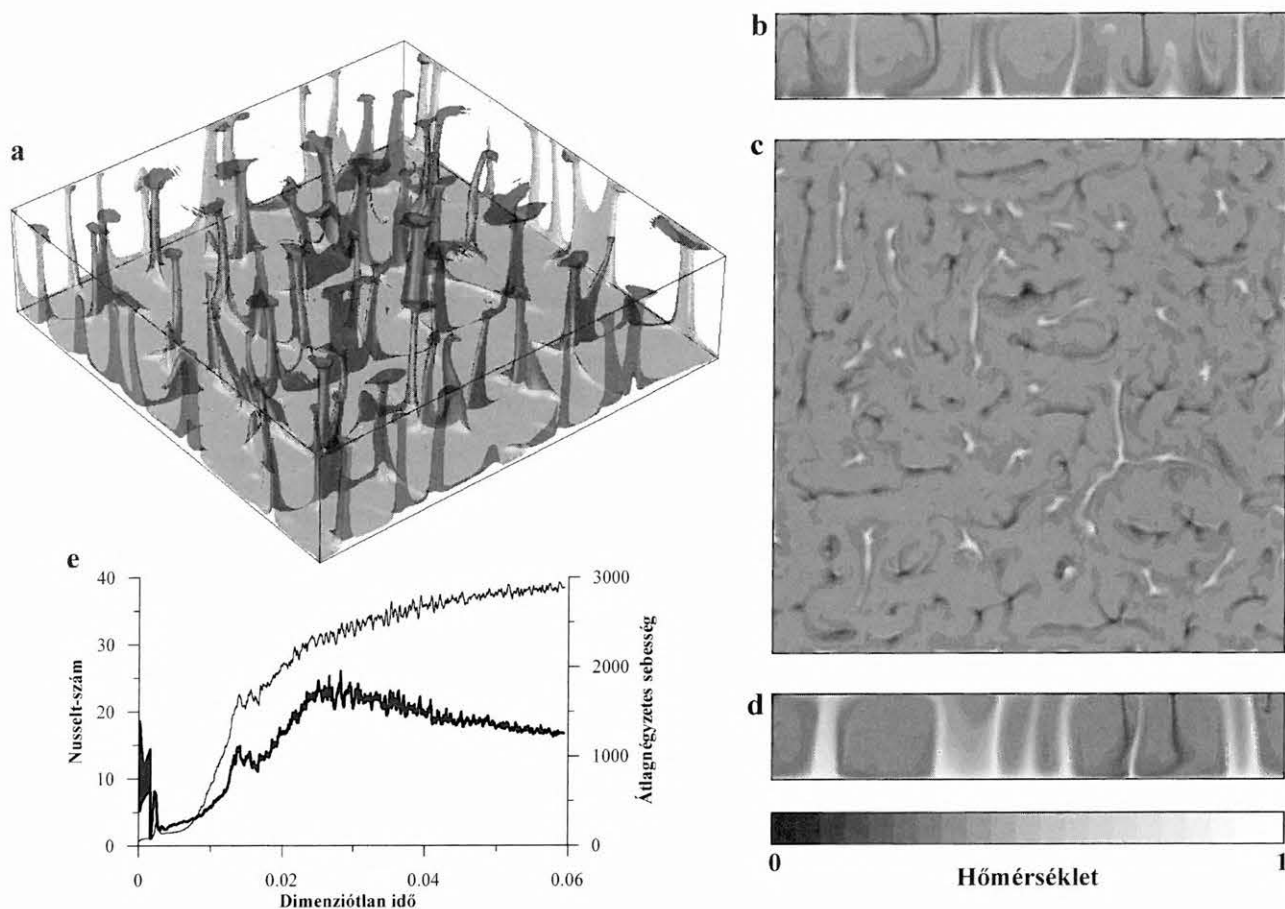 a
b
c
d
e
40
30
20
10
0
Nusselt-szám
3000
2000
1000
0
Átlagnégyzetes sebesség
0
0.02
0.04
0.06
Dimenziótlan idő
0
1
Hőmérséklet